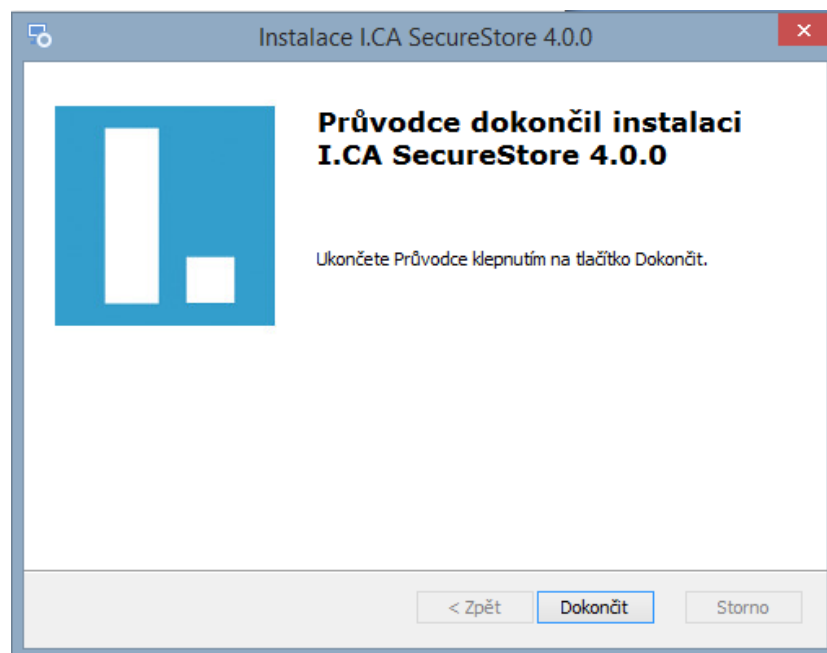 Instalace I.CA SecureStore 4.0.0
Průvodce dokončil instalaci
I.CA SecureStore 4.0.0
Ukončete Průvodce klepnutím na tlačítko Dokončit.
< Zpět
Dokončit
Storno